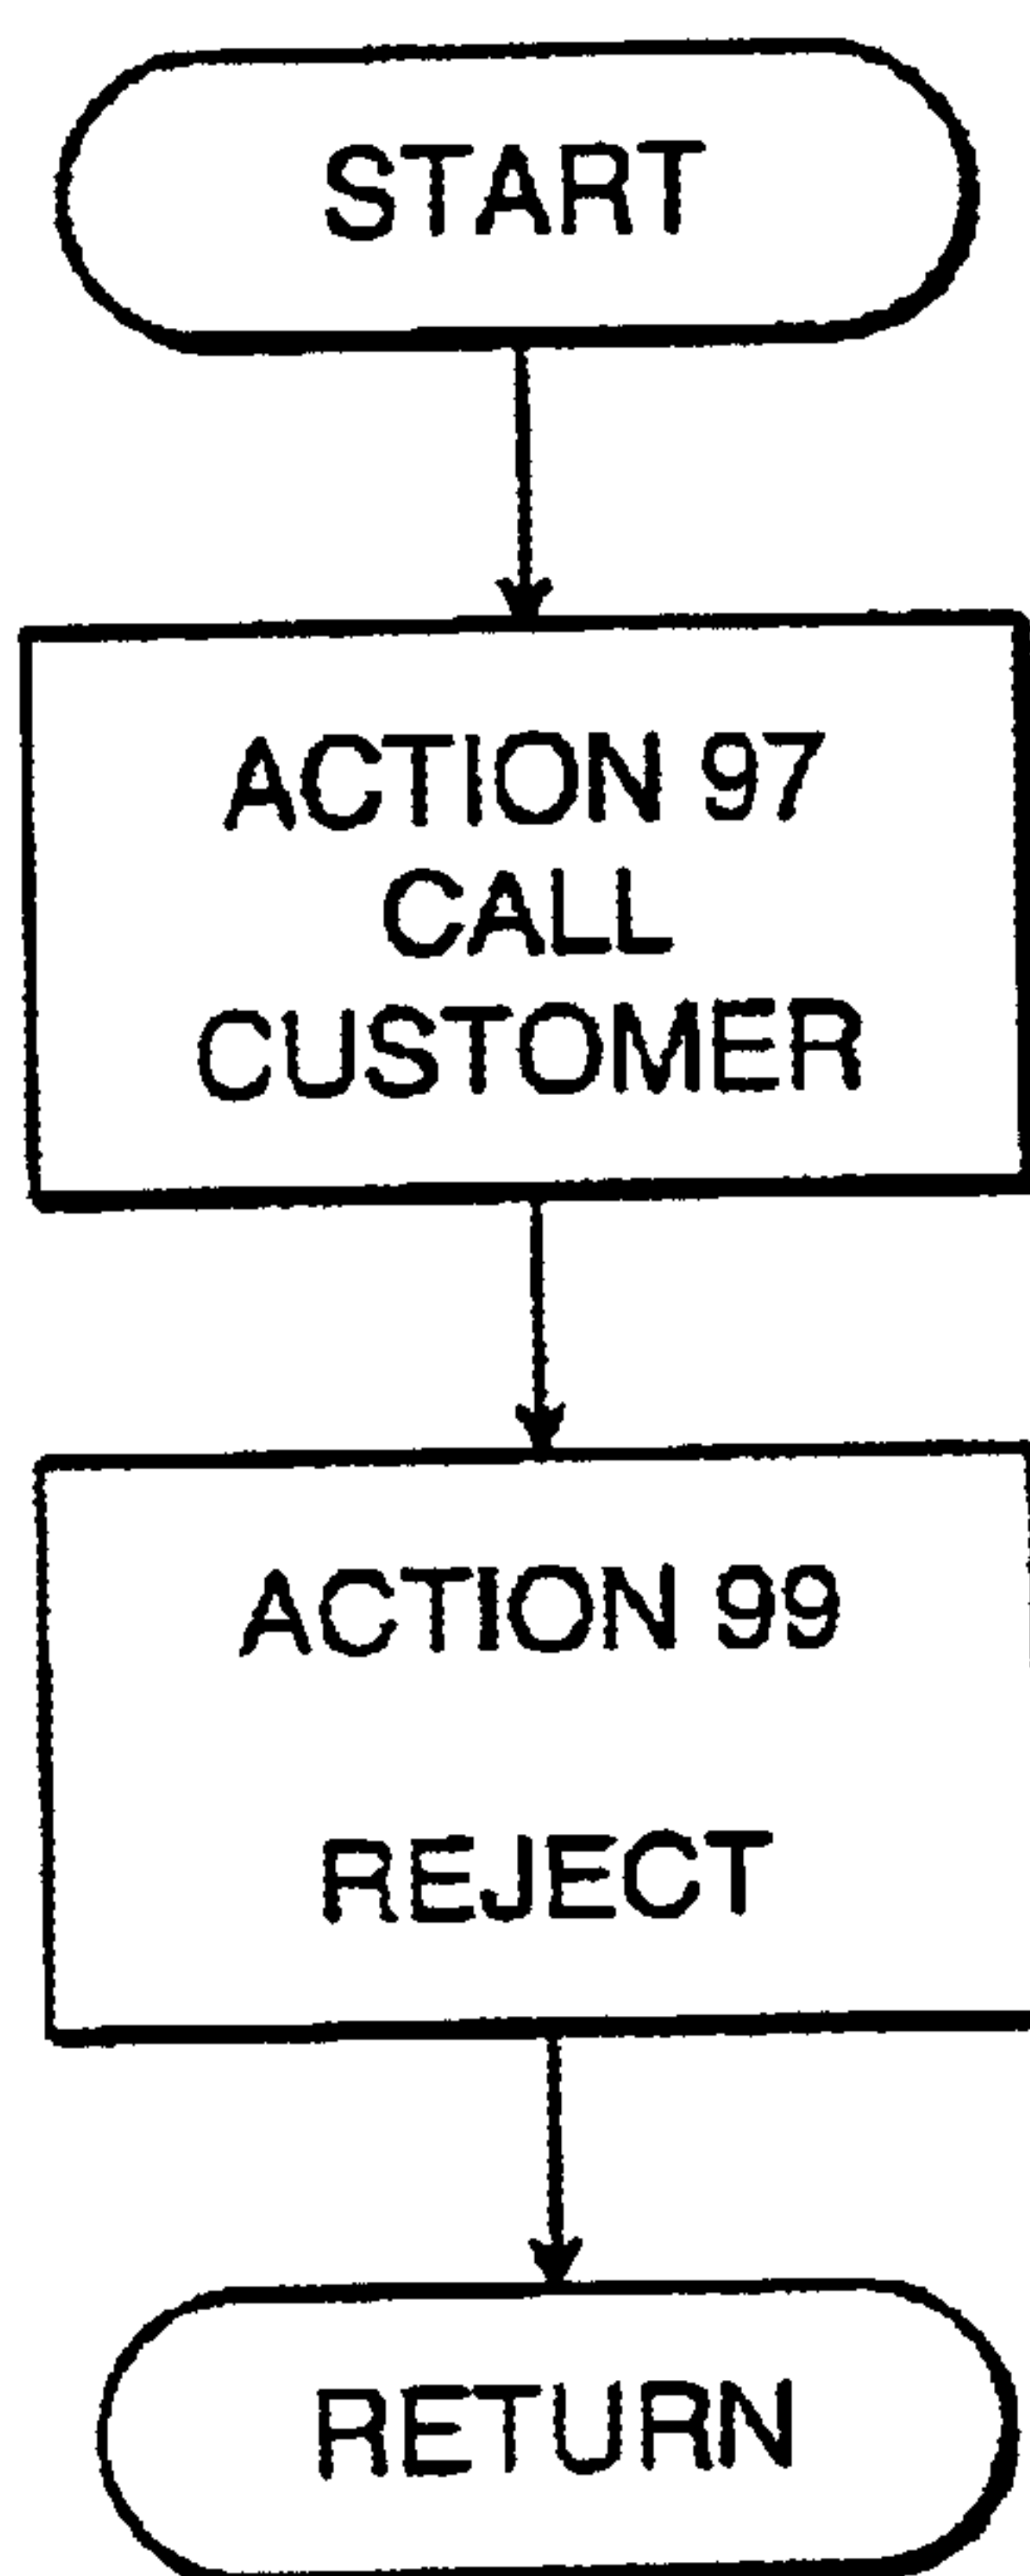 START
ACTION 97
CALL
CUSTOMER
ACTION 99
REJECT
RETURN